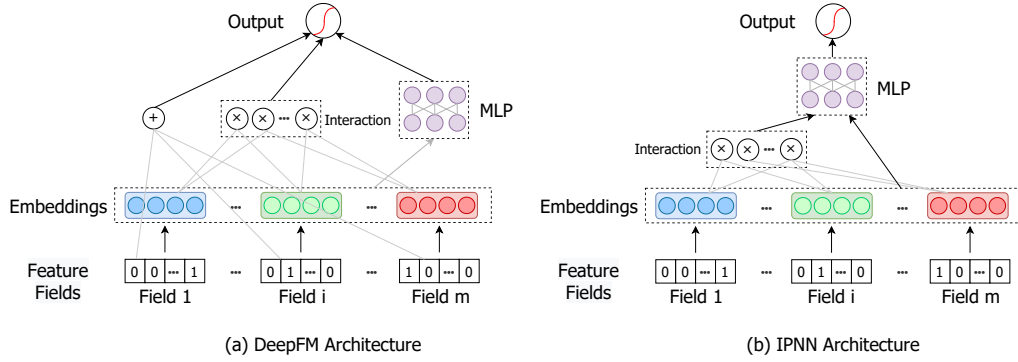 Output
+
× × ··· × Interaction
MLP
Embeddings ··· ···
Feature Fields
0 0 ··· 1 ··· 0 1 ··· 0 ··· 1 0 ··· 0
Field 1 Field i Field m
(a) DeepFM Architecture
Output
MLP
Interaction × × ··· ×
Embeddings ··· ···
Feature Fields
0 0 ··· 1 ··· 0 1 ··· 0 ··· 1 0 ··· 0
Field 1 Field i Field m
(b) IPNN Architecture